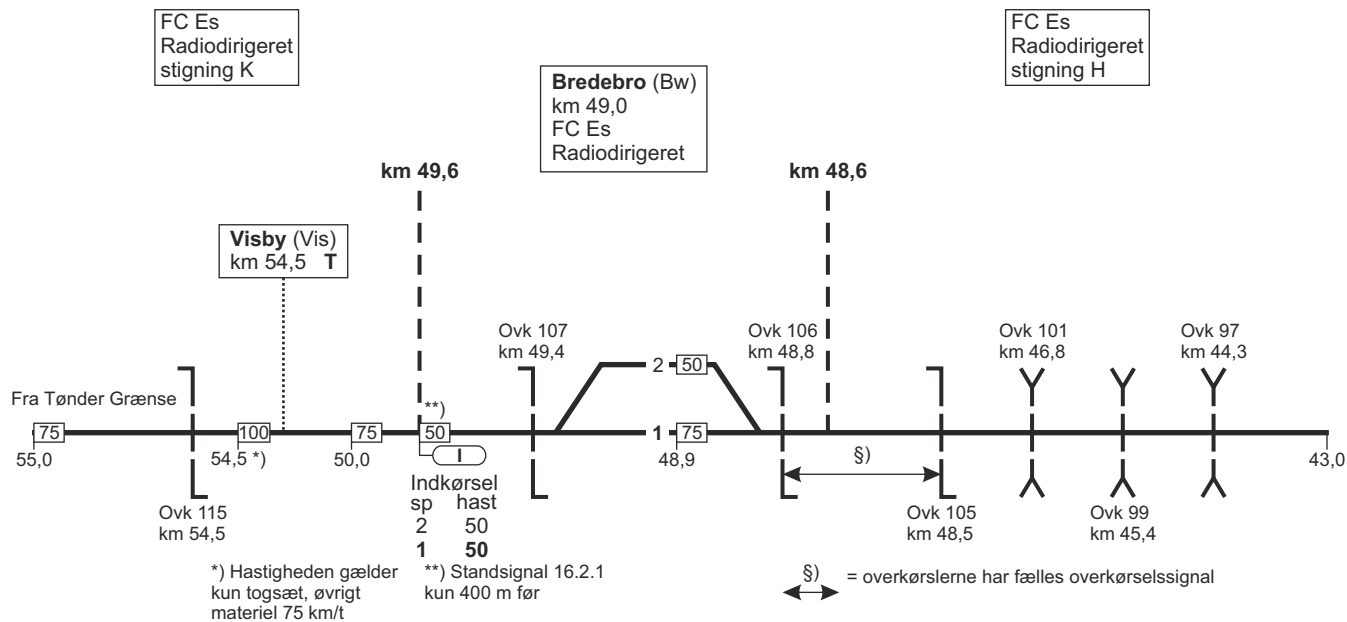 FC Es
Radiodirigeret
stigning K
FC Es
Radiodirigeret
stigning H
Bredebro (Bw)
km 49,0
FC Es
Radiodirigeret
km 49,6
km 48,6
Visby (Vis)
km 54,5 T
Ovk 107
km 49,4
Ovk 106
km 48,8
Ovk 101
km 46,8
Ovk 97
km 44,3
2 50
Fra Tønder Grænse
**)
75
100
75
50
1 75
55,0
54,5 *)
50,0
I
48,9
§)
43,0
Indkørsel
sp hast
2 50
1 50
Ovk 115
km 54,5
Ovk 105
km 48,5
Ovk 99
km 45,4
*) Hastigheden gælder
kun togsæt, øvrigt
materiel 75 km/t
**) Standsignal 16.2.1
kun 400 m før
§) = overkørslerne har fælles overkørselssignal